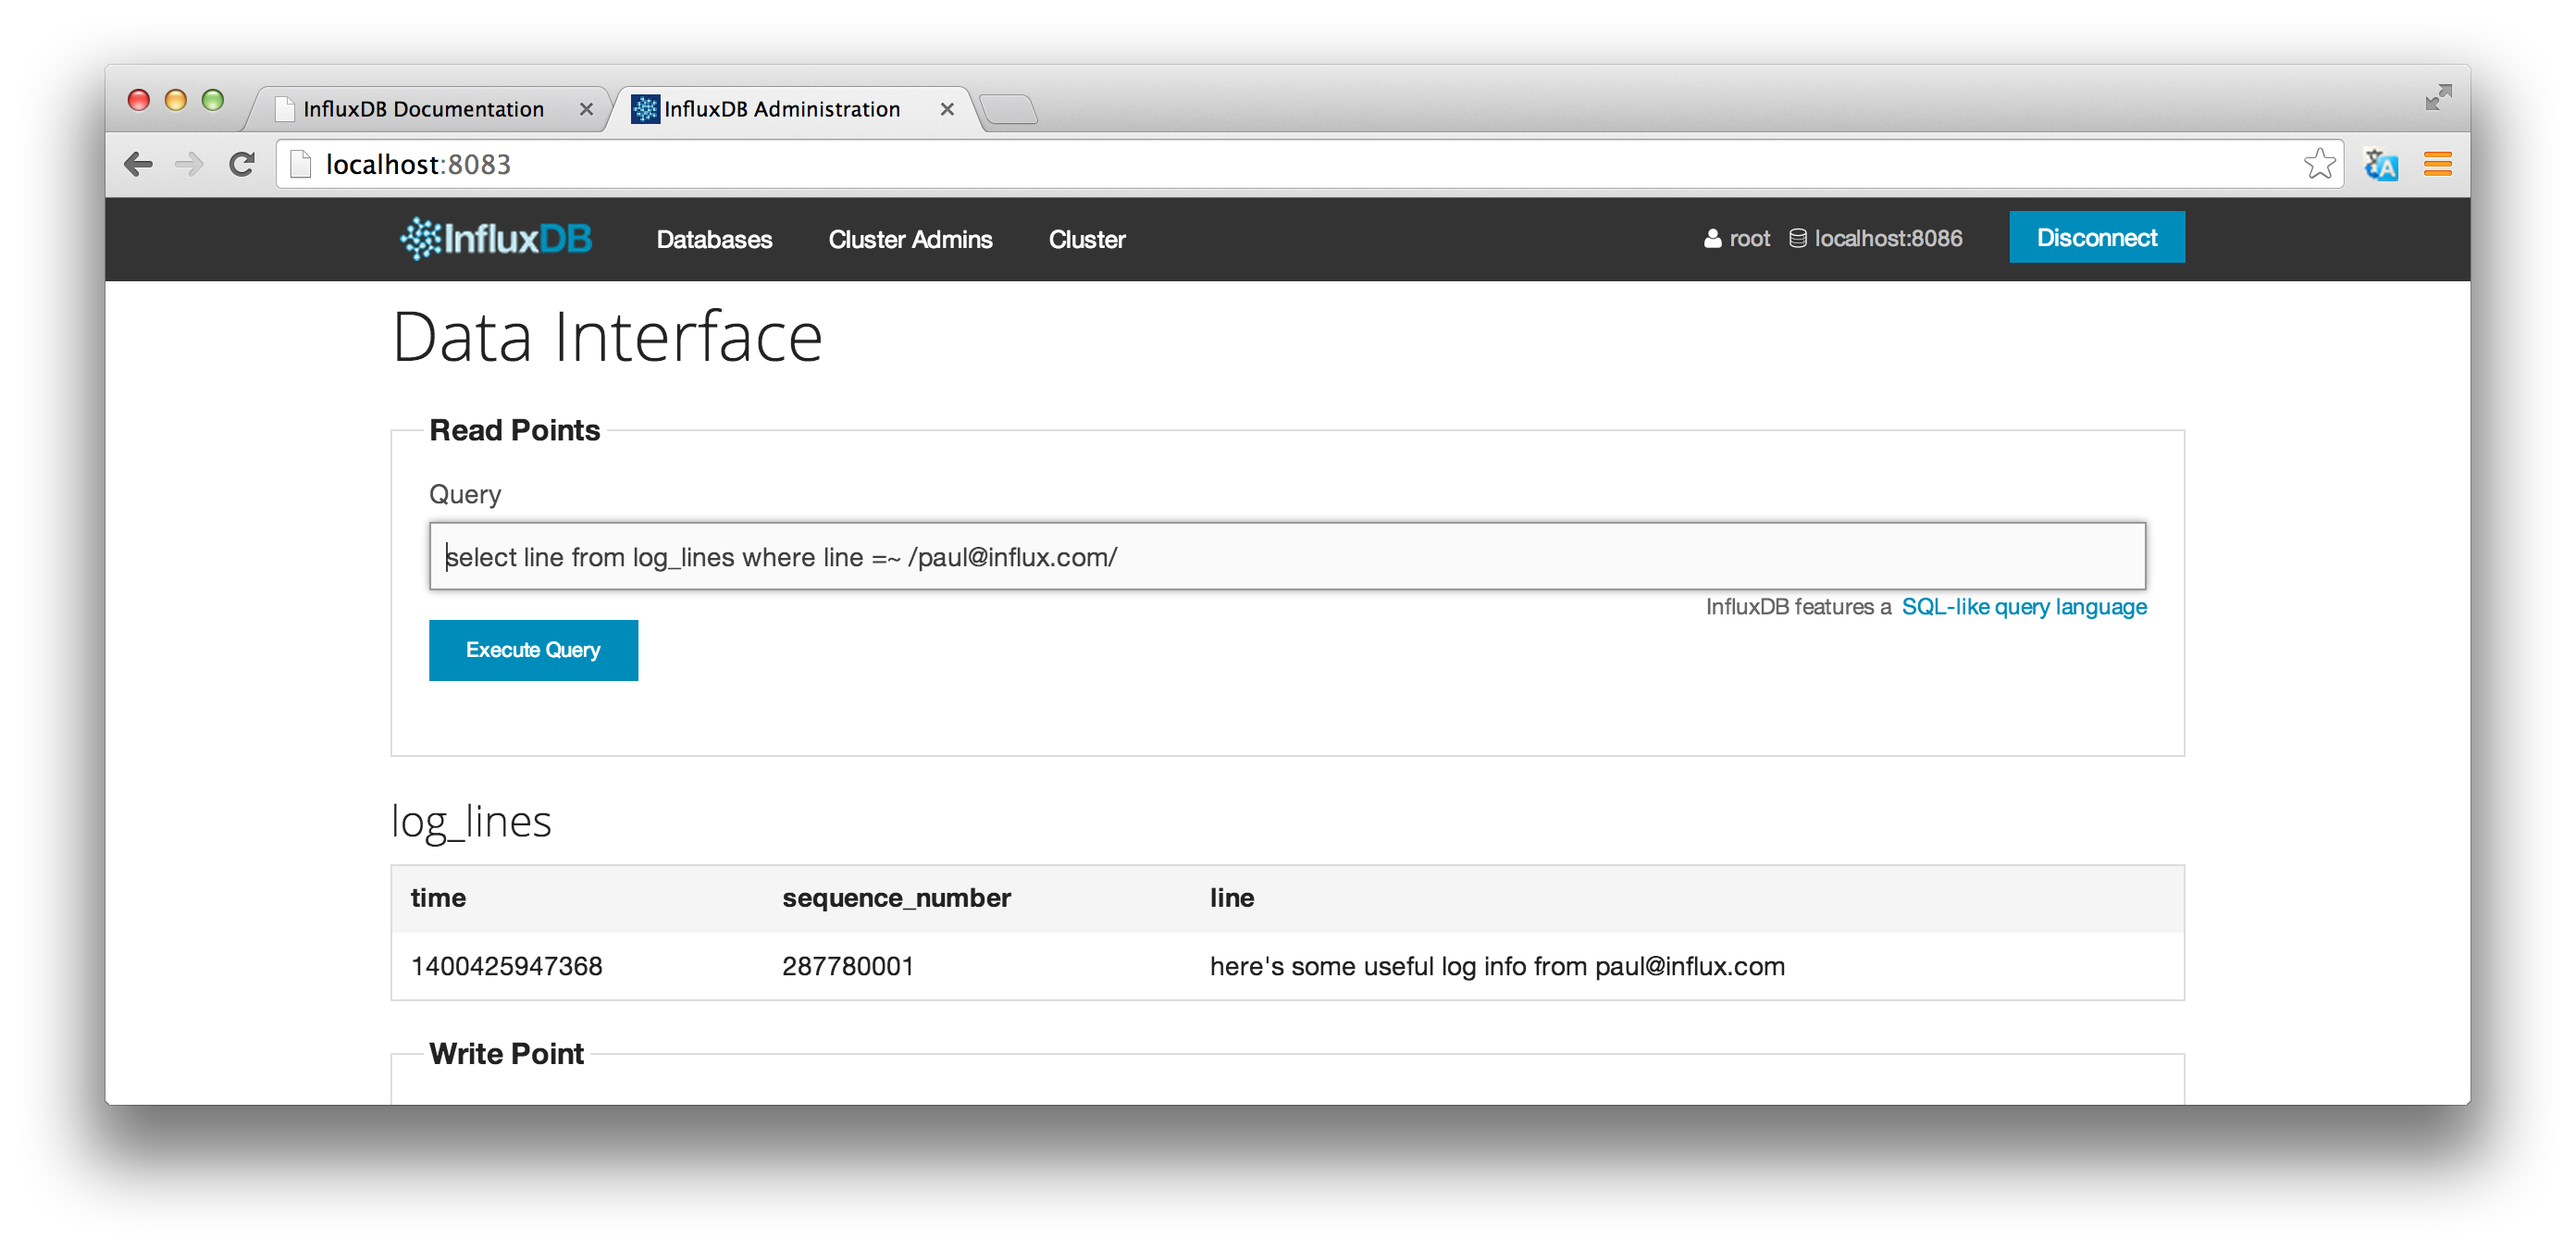 InfluxDB Documentation
InfluxDB Administration
localhost:8083
InfluxDB Databases Cluster Admins Cluster root localhost:8086 Disconnect
Data Interface
Read Points
Query
select line from log_lines where line =~ /paul@influx.com/
InfluxDB features a SQL-like query language
Execute Query
log_lines
time sequence_number line
1400425947368 287780001 here's some useful log info from paul@influx.com
Write Point